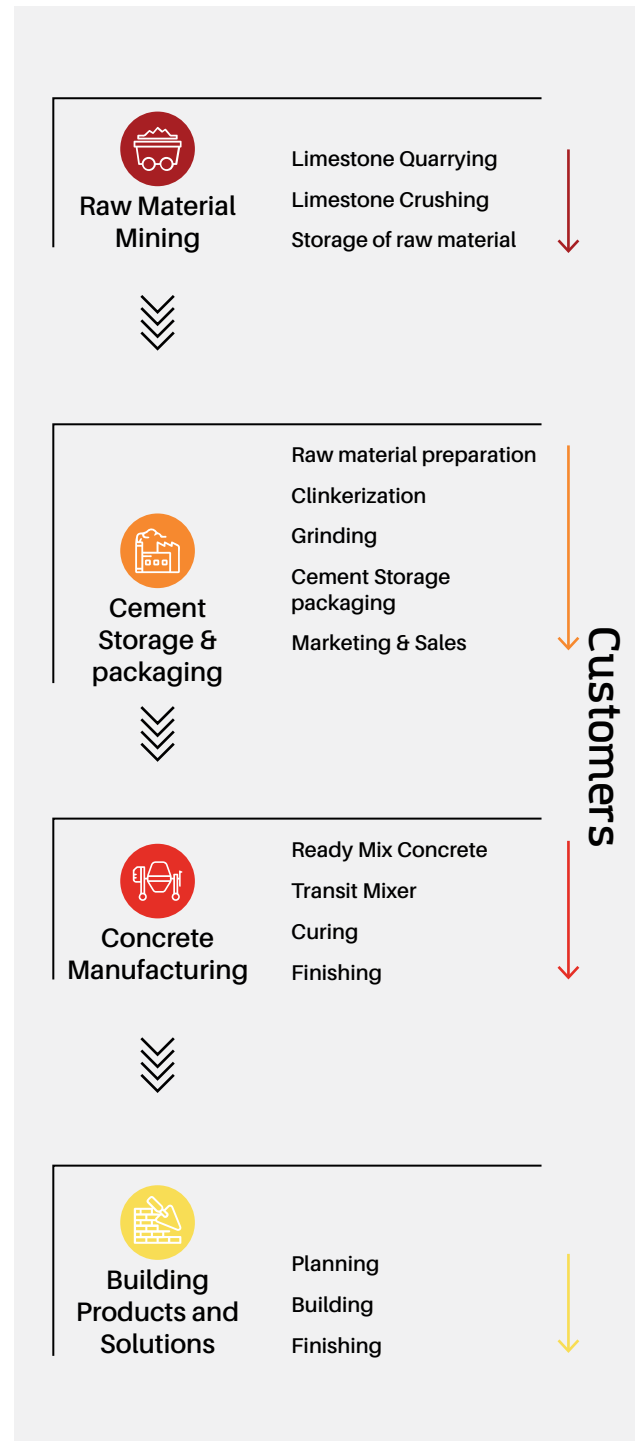 Raw Material
Mining
Limestone Quarrying
Limestone Crushing
Storage of raw material
Cement
Storage &
packaging
Raw material preparation
Clinkerization
Grinding
Cement Storage
packaging
Marketing & Sales
Customers
Concrete
Manufacturing
Ready Mix Concrete
Transit Mixer
Curing
Finishing
Building
Products and
Solutions
Planning
Building
Finishing